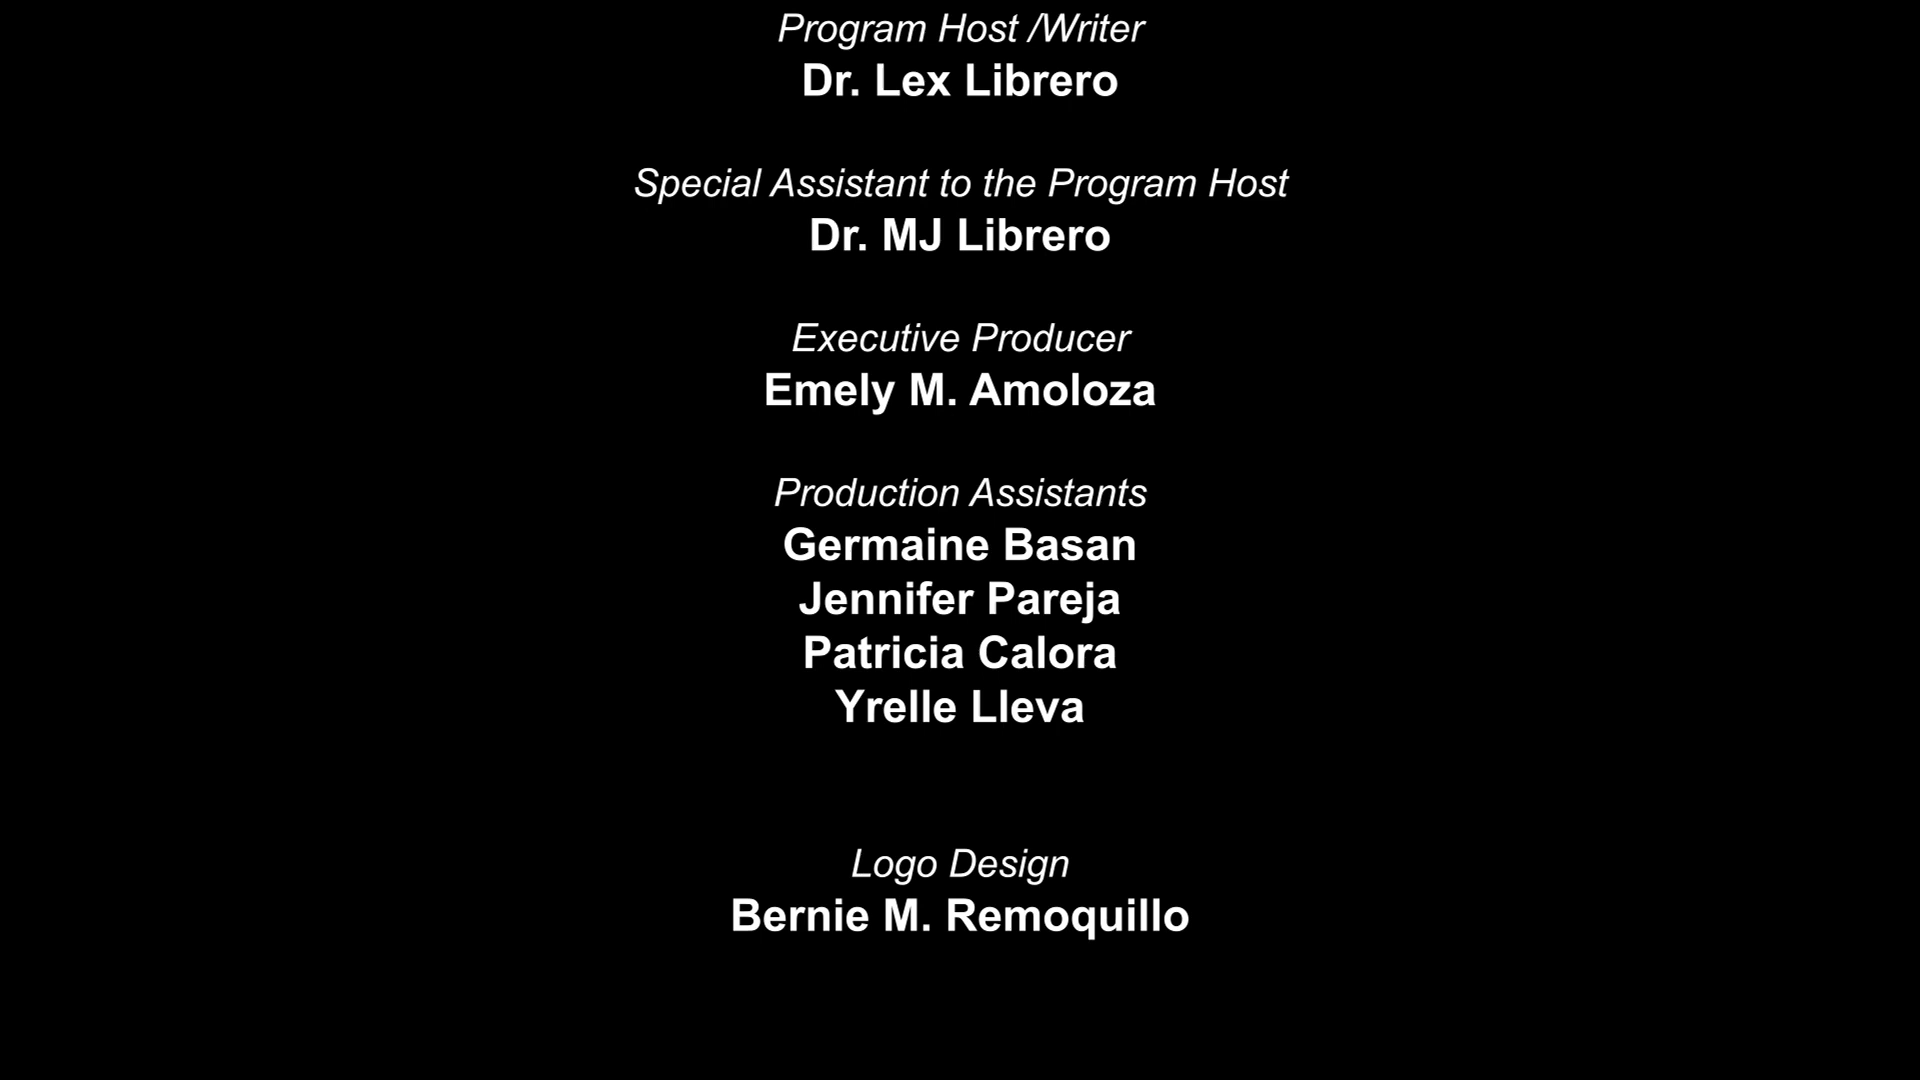 Program Host /Writer
Dr. Lex Librero
Special Assistant to the Program Host
Dr. MJ Librero
Executive Producer
Emely M. Amoloza
Production Assistants
Germaine Basan
Jennifer Pareja
Patricia Calora
Yrelle Lleva
Logo Design
Bernie M. Remoquillo